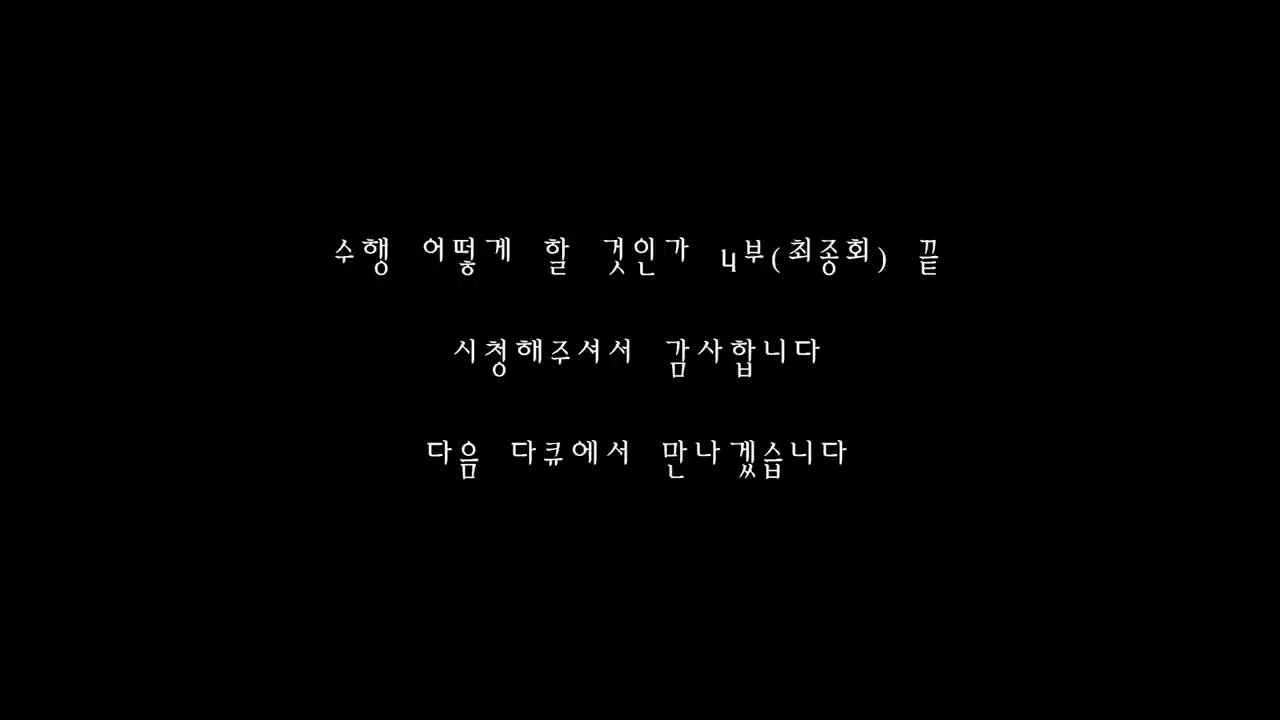 수행 어떻게 할 것인가 4부(최종회) 끝
시청해주셔서 감사합니다
다음 다큐에서 만나겠습니다